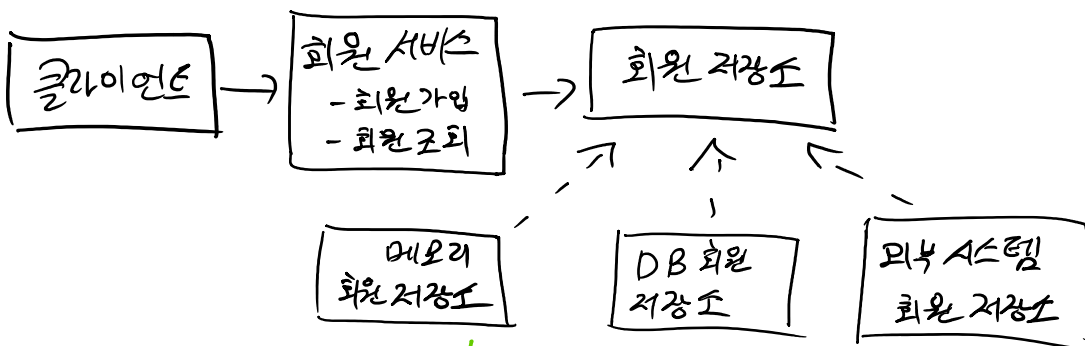 클라이언트
회원 서비스
- 회원가입
- 회원조회
회원 저장소
메모리
회원 저장소
DB 회원
저장소
외부 시스템
회원 저장소